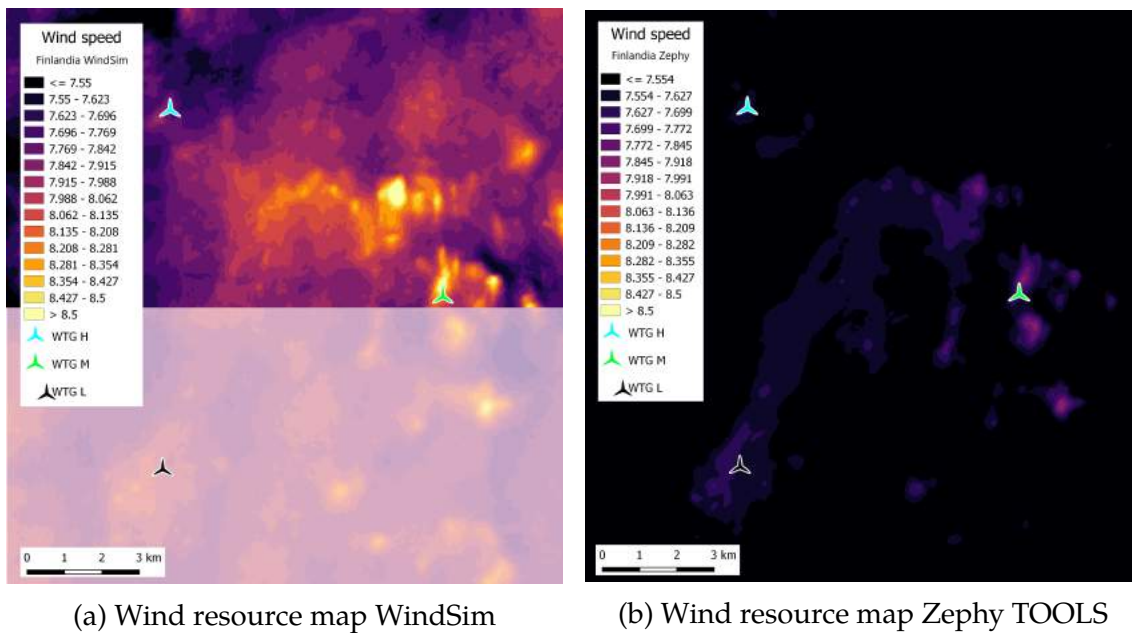 Wind speed
Finlandia WindSim
<= 7.55
7.55 - 7.623
7.623 - 7.696
7.696 - 7.769
7.769 - 7.842
7.842 - 7.915
7.915 - 7.988
7.988 - 8.062
8.062 - 8.135
8.135 - 8.208
8.208 - 8.281
8.281 - 8.354
8.354 - 8.427
8.427 - 8.5
> 8.5
WTG H
WTG M
WTG L
0 1 2 3 km
(a) Wind resource map WindSim
Wind speed
Finlandia Zephy
<= 7.554
7.554 - 7.627
7.627 - 7.699
7.699 - 7.772
7.772 - 7.845
7.845 - 7.918
7.918 - 7.991
7.991 - 8.063
8.063 - 8.136
8.136 - 8.209
8.209 - 8.282
8.282 - 8.355
8.355 - 8.427
8.427 - 8.5
> 8.5
WTG H
WTG M
WTG L
0 1 2 3 km
(b) Wind resource map Zephy TOOLS